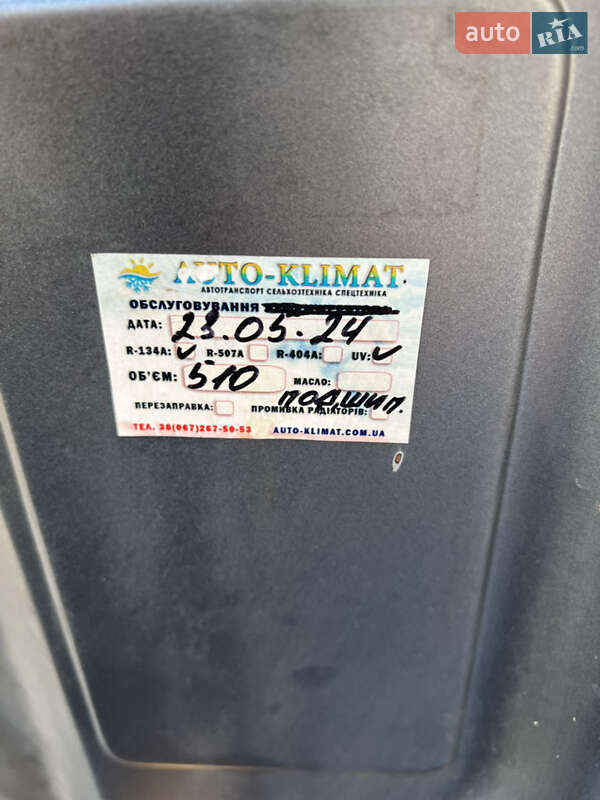 auto RIA .com
AUTO-KLIMAT
АВТОТРАНСПОРТ СЕЛЬХОЗТЕХНІКА СПЕЦТЕХНІКА
ОБСЛУГОВУВАННЯ
ДАТА: 23.05.24
R-134A: ✓ R-507A R-404A: UV: ✓
ОБ'ЄМ: 510 МАСЛО:
подшип.
ПЕРЕЗАПРАВКА: ПРОМИВКА РАДІАТОРІВ:
ТЕЛ. 38(067)267-50-53 AUTO-KLIMAT.COM.UA